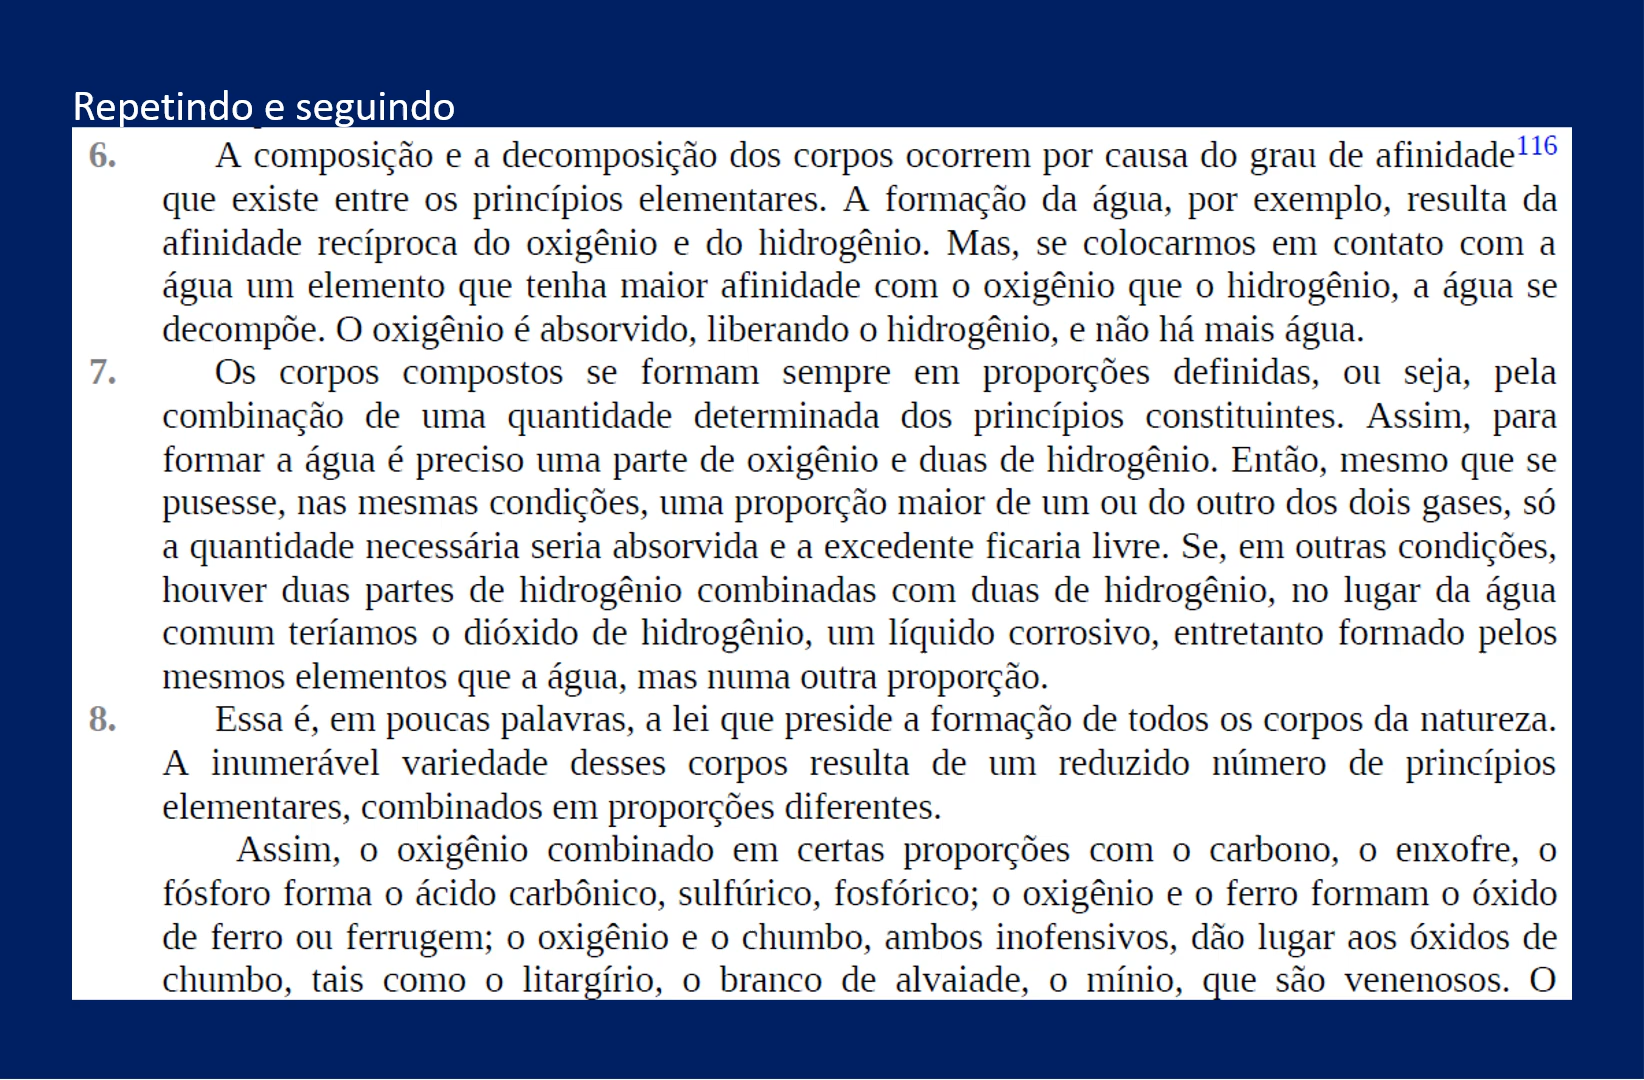 Repetindo e seguindo
6. A composição e a decomposição dos corpos ocorrem por causa do grau de afinidade116
que existe entre os princípios elementares. A formação da água, por exemplo, resulta da
afinidade recíproca do oxigênio e do hidrogênio. Mas, se colocarmos em contato com a
água um elemento que tenha maior afinidade com o oxigênio que o hidrogênio, a água se
decompõe. O oxigênio é absorvido, liberando o hidrogênio, e não há mais água.
7. Os corpos compostos se formam sempre em proporções definidas, ou seja, pela
combinação de uma quantidade determinada dos princípios constituintes. Assim, para
formar a água é preciso uma parte de oxigênio e duas de hidrogênio. Então, mesmo que se
pusesse, nas mesmas condições, uma proporção maior de um ou do outro dos dois gases, só
a quantidade necessária seria absorvida e a excedente ficaria livre. Se, em outras condições,
houver duas partes de hidrogênio combinadas com duas de hidrogênio, no lugar da água
comum teríamos o dióxido de hidrogênio, um líquido corrosivo, entretanto formado pelos
mesmos elementos que a água, mas numa outra proporção.
8. Essa é, em poucas palavras, a lei que preside a formação de todos os corpos da natureza.
A inumerável variedade desses corpos resulta de um reduzido número de princípios
elementares, combinados em proporções diferentes.
Assim, o oxigênio combinado em certas proporções com o carbono, o enxofre, o
fósforo forma o ácido carbônico, sulfúrico, fosfórico; o oxigênio e o ferro formam o óxido
de ferro ou ferrugem; o oxigênio e o chumbo, ambos inofensivos, dão lugar aos óxidos de
chumbo, tais como o litargírio, o branco de alvaiade, o mínio, que são venenosos. O